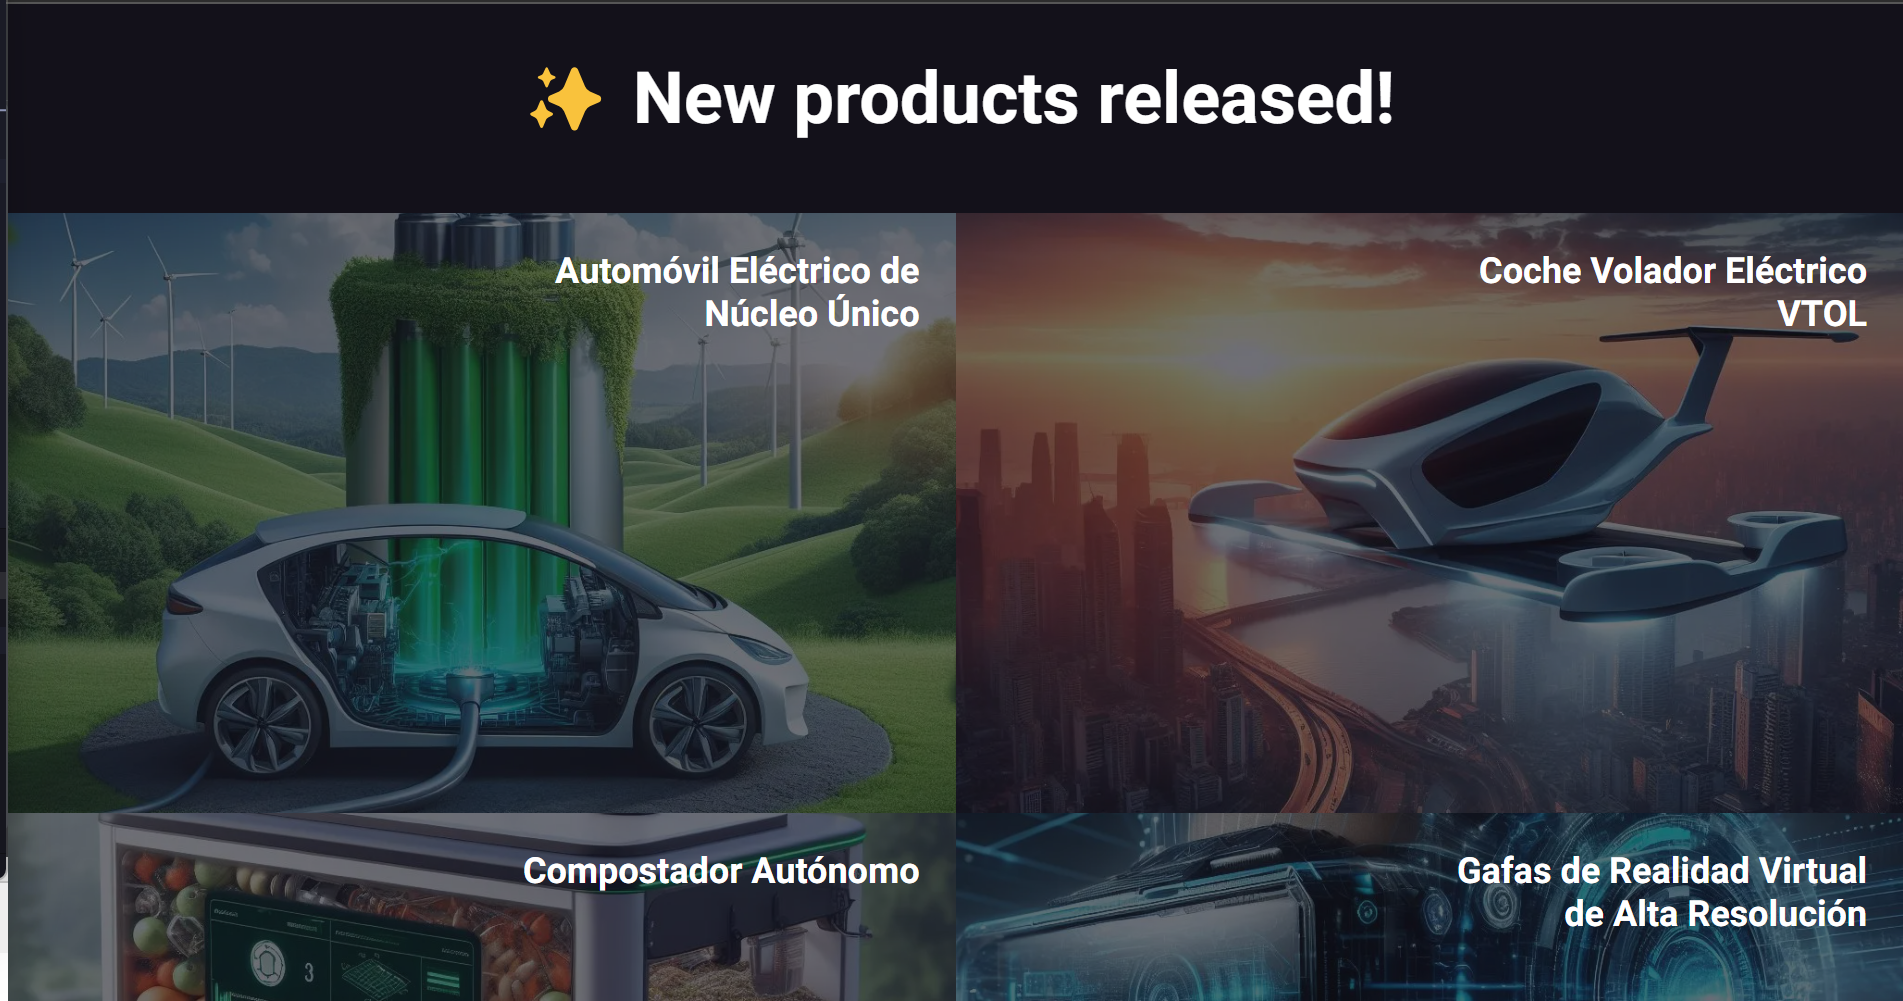 ✨ New products released!
Automóvil Eléctrico de
Núcleo Único
Coche Volador Eléctrico
VTOL
Compostador Autónomo
Gafas de Realidad Virtual
de Alta Resolución
3